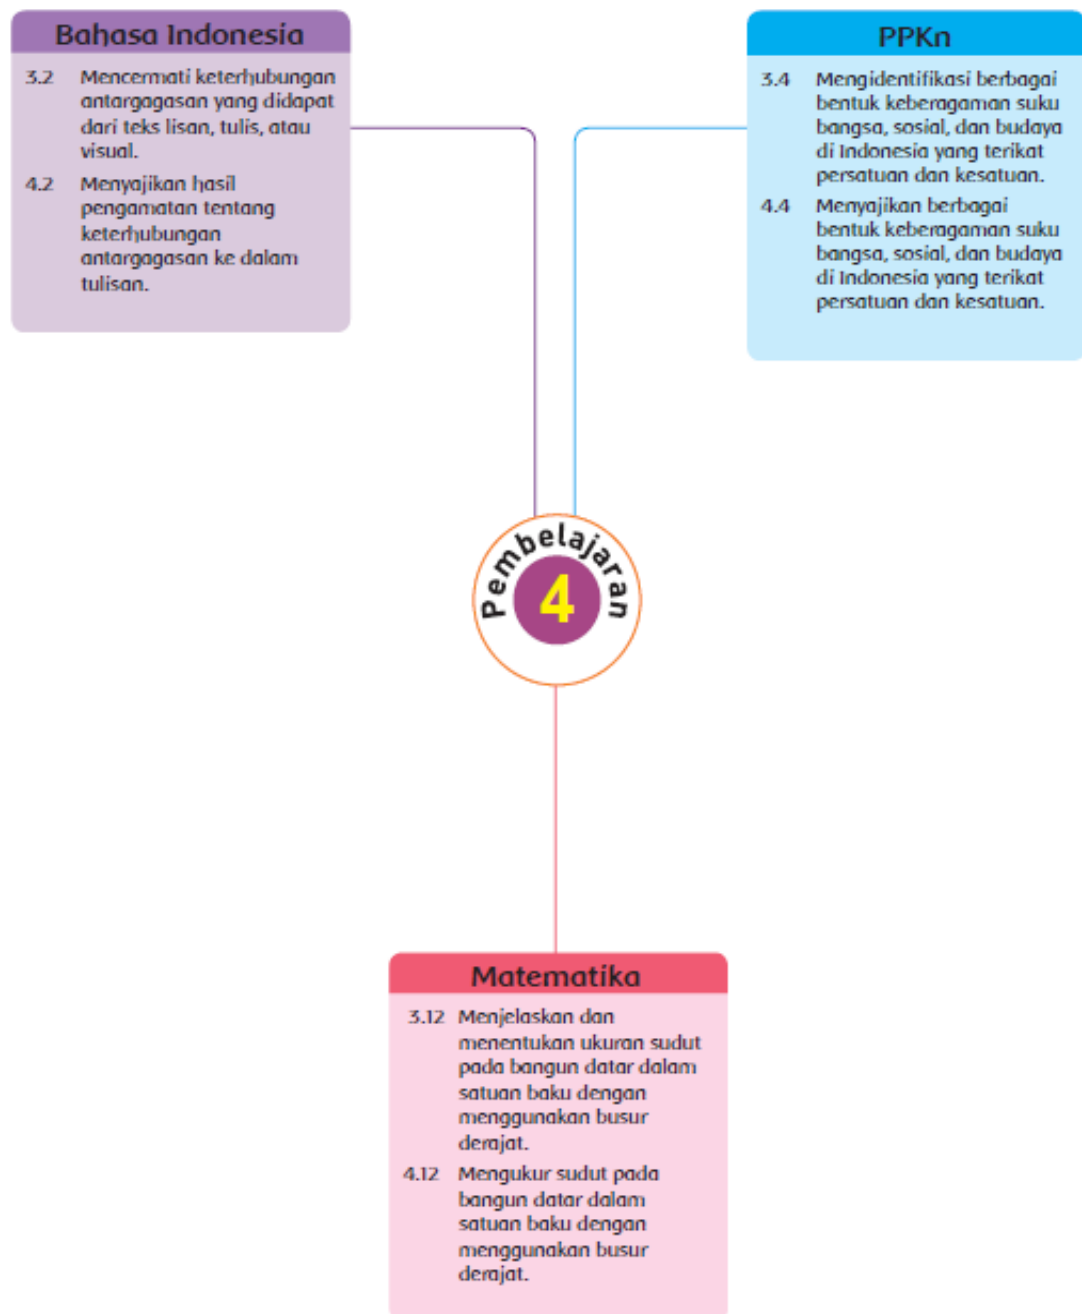 Bahasa Indonesia
3.2 Mencermati keterhubungan
antargagasan yang didapat
dari teks lisan, tulis, atau
visual.
4.2 Menyajikan hasil
pengamatan tentang
keterhubungan
antargagasan ke dalam
tulisan.
PPKn
3.4 Mengidentifikasi berbagai
bentuk keberagaman suku
bangsa, sosial, dan budaya
di Indonesia yang terikat
persatuan dan kesatuan.
4.4 Menyajikan berbagai
bentuk keberagaman suku
bangsa, sosial, dan budaya
di Indonesia yang terikat
persatuan dan kesatuan.
Pembelajaran
4
Matematika
3.12 Menjelaskan dan
menentukan ukuran sudut
pada bangun datar dalam
satuan baku dengan
menggunakan busur
derajat.
4.12 Mengukur sudut pada
bangun datar dalam
satuan baku dengan
menggunakan busur
derajat.